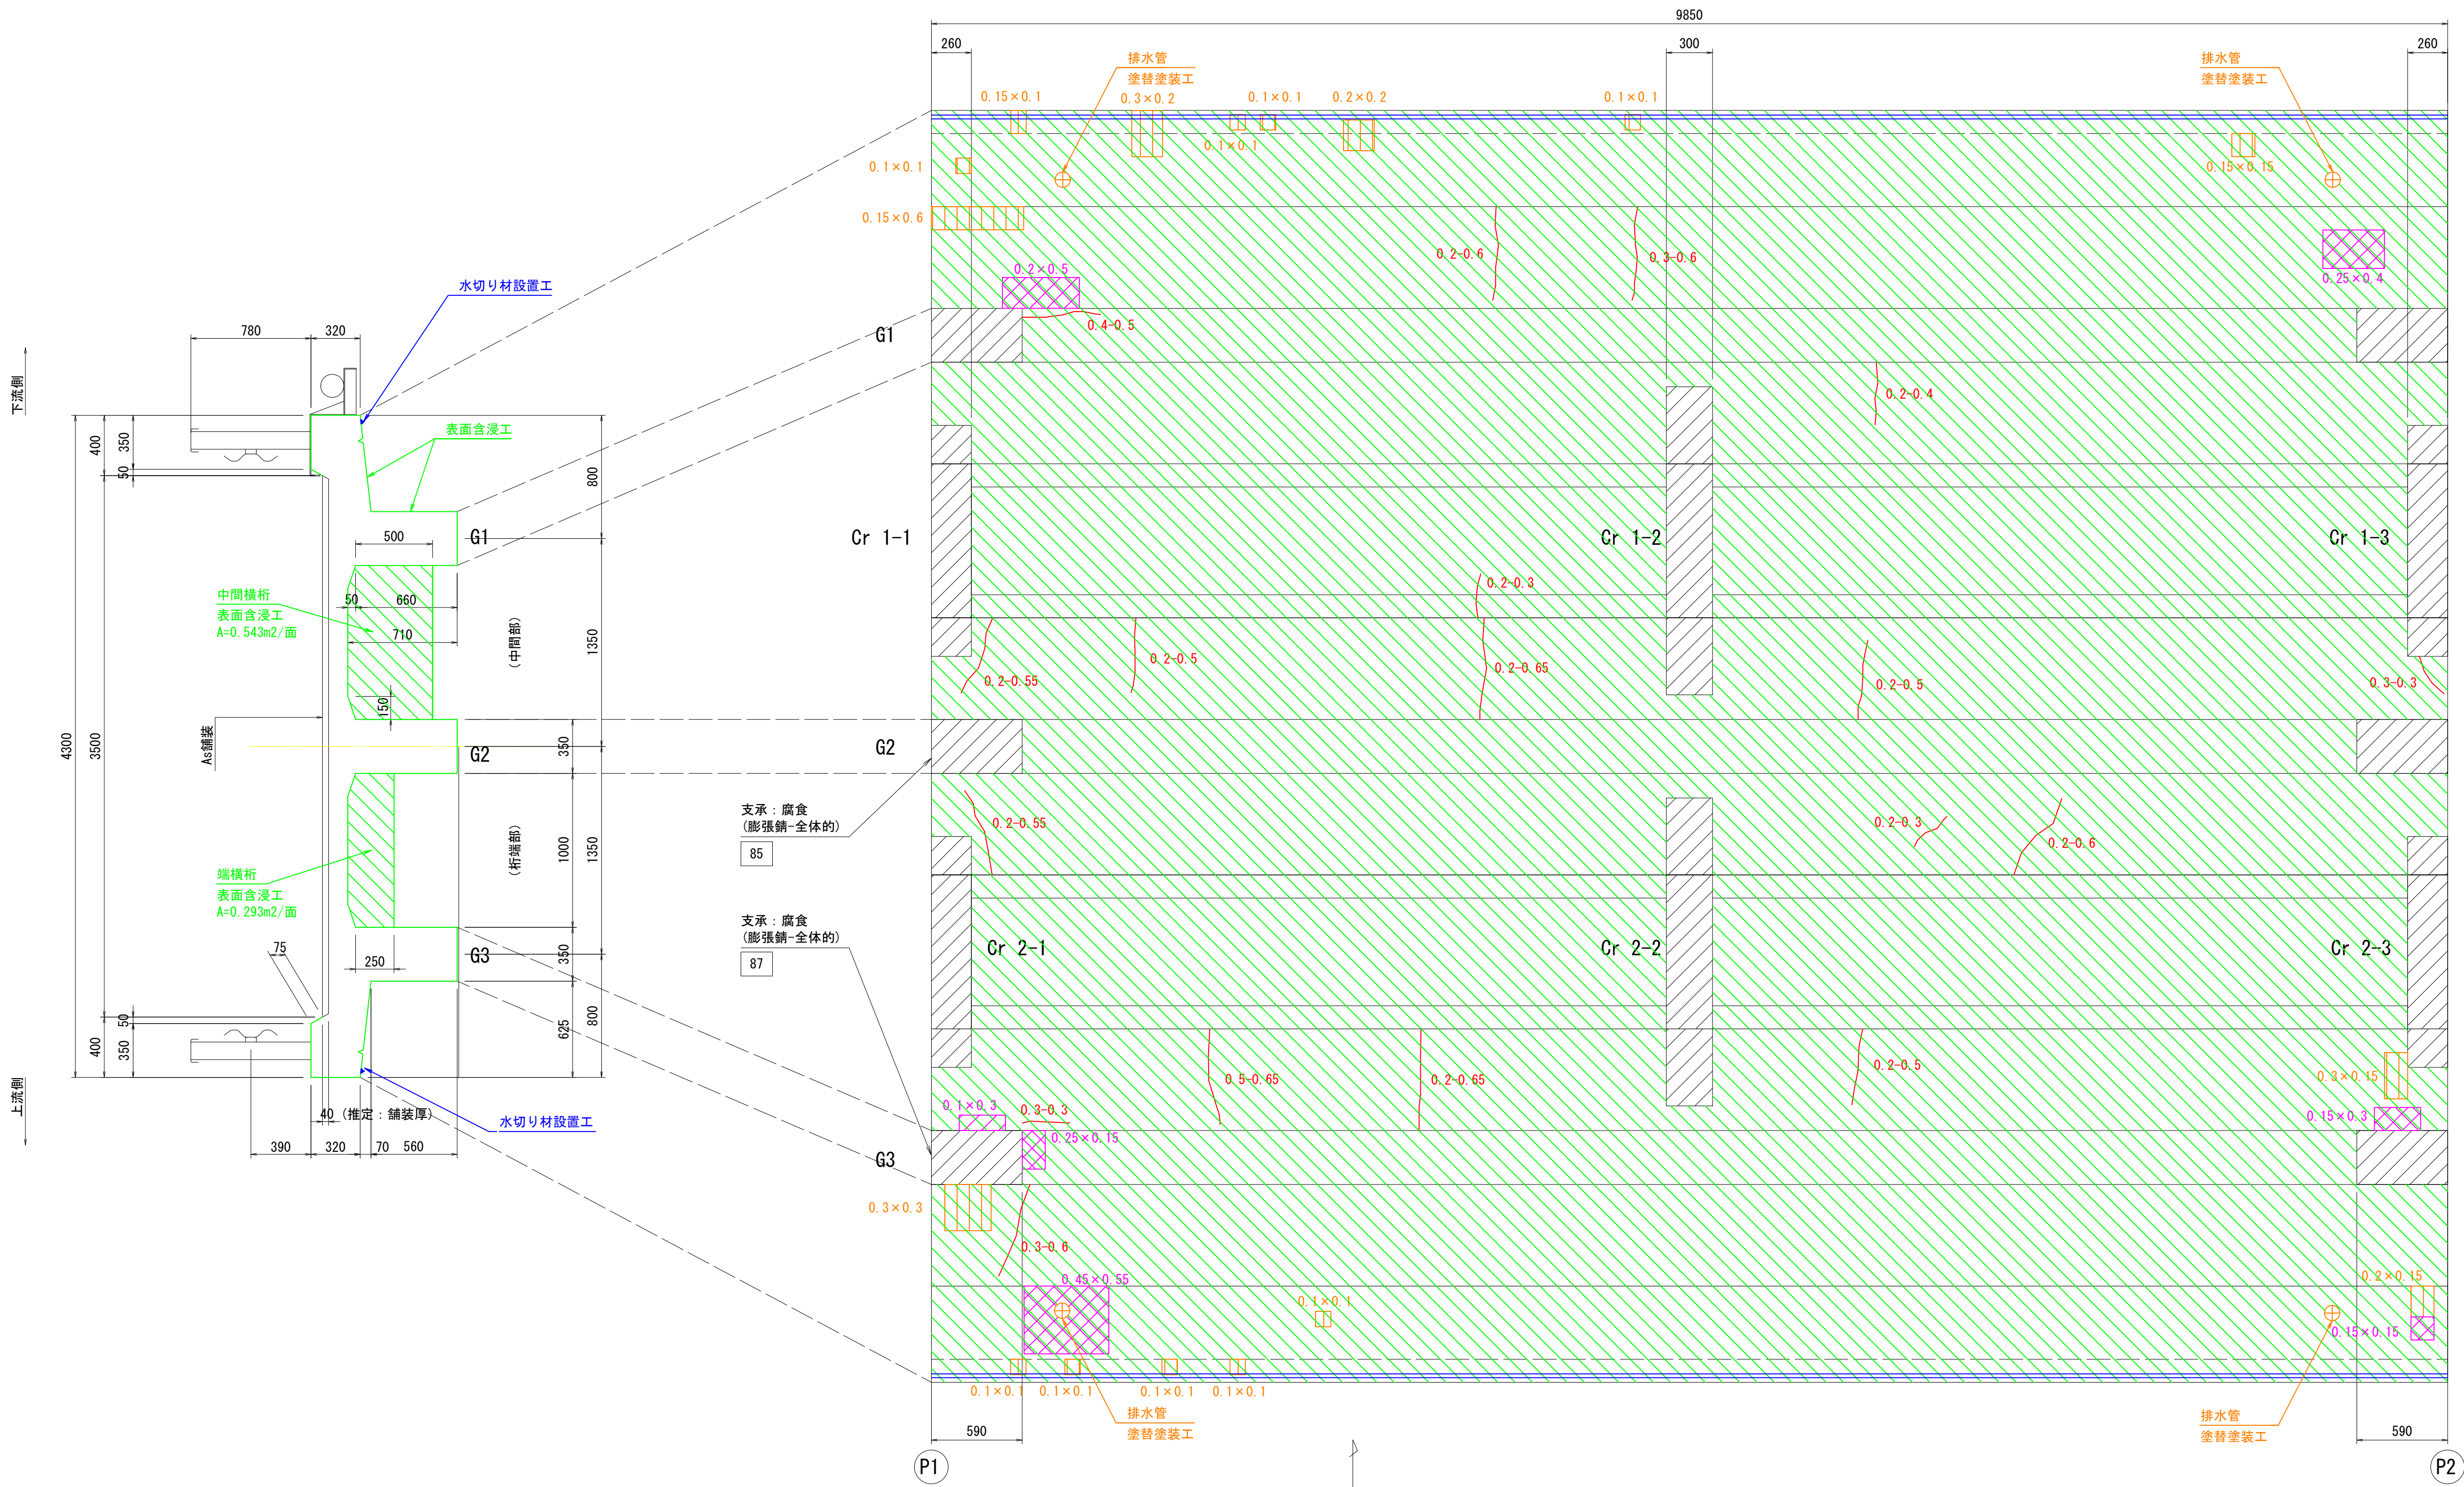 9850
260
300
260
排水管
塗替塗装工
排水管
塗替塗装工
0.15×0.1
0.3×0.2
0.1×0.1
0.2×0.2
0.1×0.1
0.1×0.1
0.15×0.15
0.1×0.1
0.15×0.6
0.2-0.6
0.3-0.6
0.2×0.5
0.25×0.4
水切り材設置工
780
320
G1
0.4-0.5
下流側
0.2-0.4
表面含浸工
400
350
50
800
500
G1
Cr 1-1
Cr 1-2
Cr 1-3
中間横桁
表面含浸工
A=0.543m2/面
50
660
710
(中間部)
1350
0.2-0.3
0.2-0.55
0.2-0.5
0.2-0.65
0.2-0.5
0.3-0.3
150
4300
3500
As舗装
G2
350
G2
支承：腐食
(膨張錆-全体的)
85
0.2-0.55
0.2-0.3
0.2-0.6
(桁端部)
1000
1350
端横桁
表面含浸工
A=0.293m2/面
支承：腐食
(膨張錆-全体的)
87
75
250
G3
350
Cr 2-1
Cr 2-2
Cr 2-3
50
400
350
625
800
0.5-0.65
0.2-0.65
0.2-0.5
0.3×0.15
上流側
40（推定：舗装厚）
水切り材設置工
0.1×0.3
0.3-0.3
0.25×0.15
0.15×0.3
390
320
70
560
G3
0.3×0.3
0.3-0.6
0.45×0.55
0.1×0.1
0.2×0.15
0.15×0.15
0.1×0.1
0.1×0.1
0.1×0.1
0.1×0.1
排水管
塗替塗装工
排水管
塗替塗装工
590
590
P1
P2